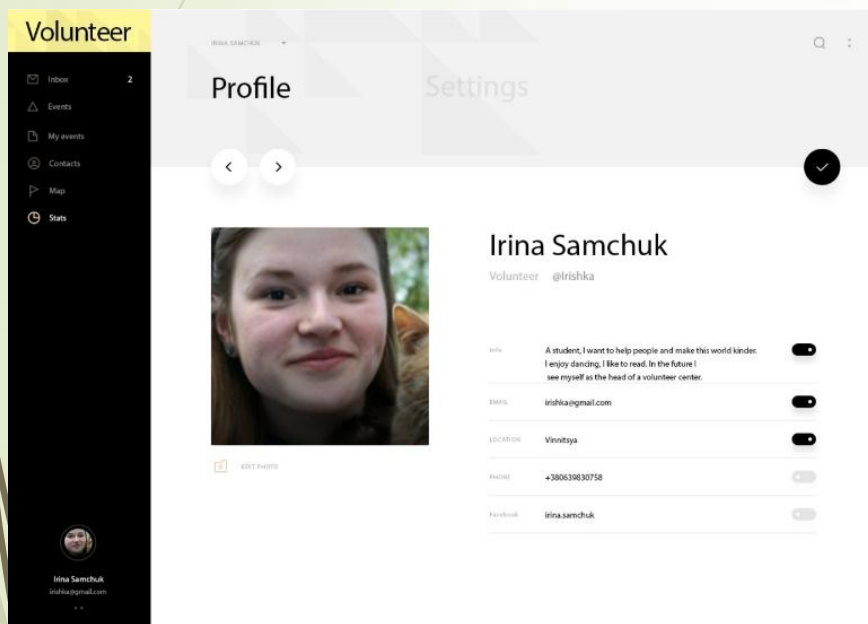 Volunteer
Inbox 2
Events
My events
Contacts
Map
Stats
Irina Samchuk
irishka@gmail.com
IRINA SAMCHUK
Profile Settings
EDIT PHOTO
Irina Samchuk
Volunteer @Irishka
Info A student, I want to help people and make this world kinder.
I enjoy dancing, I like to read. In the future I
see myself as the head of a volunteer center.
EMAIL irishka@gmail.com
LOCATION Vinnitsya
PHONE +380639830758
Facebook irina.samchuk